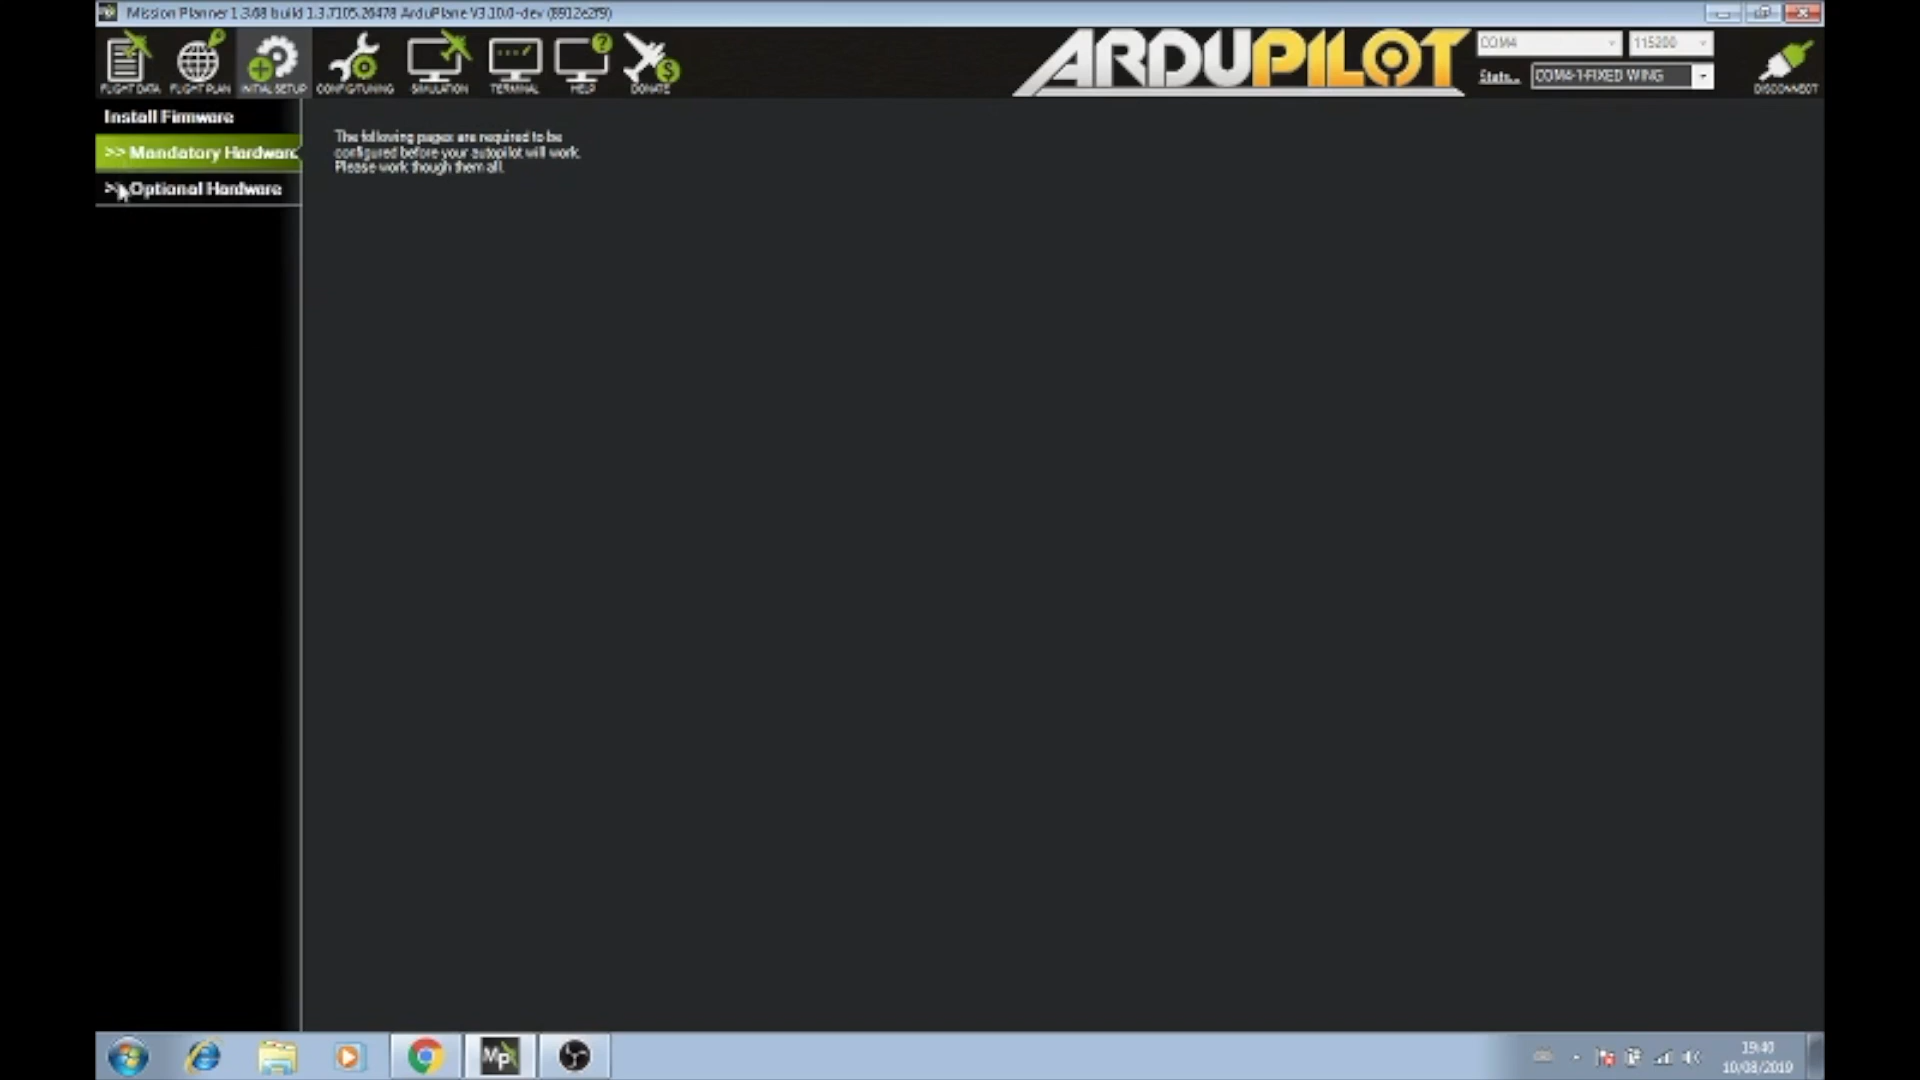 Mission Planner 1.3.68 build 1.3.7105.26478 ArduPlane V3.10.0-dev (8912e2f9)
FLIGHT DATA
FLIGHT PLAN
INITIAL SETUP
CONFIG/TUNING
SIMULATION
TERMINAL
HELP
DONATE
ARDUPILOT
COM4
115200
Stats...
COM4-1-FIXED WING
DISCONNECT
Install Firmware
>> Mandatory Hardware
>> Optional Hardware
The following pages are required to be
configured before your autopilot will work.
Please work though them all.
Mp
19:40
10/08/2019